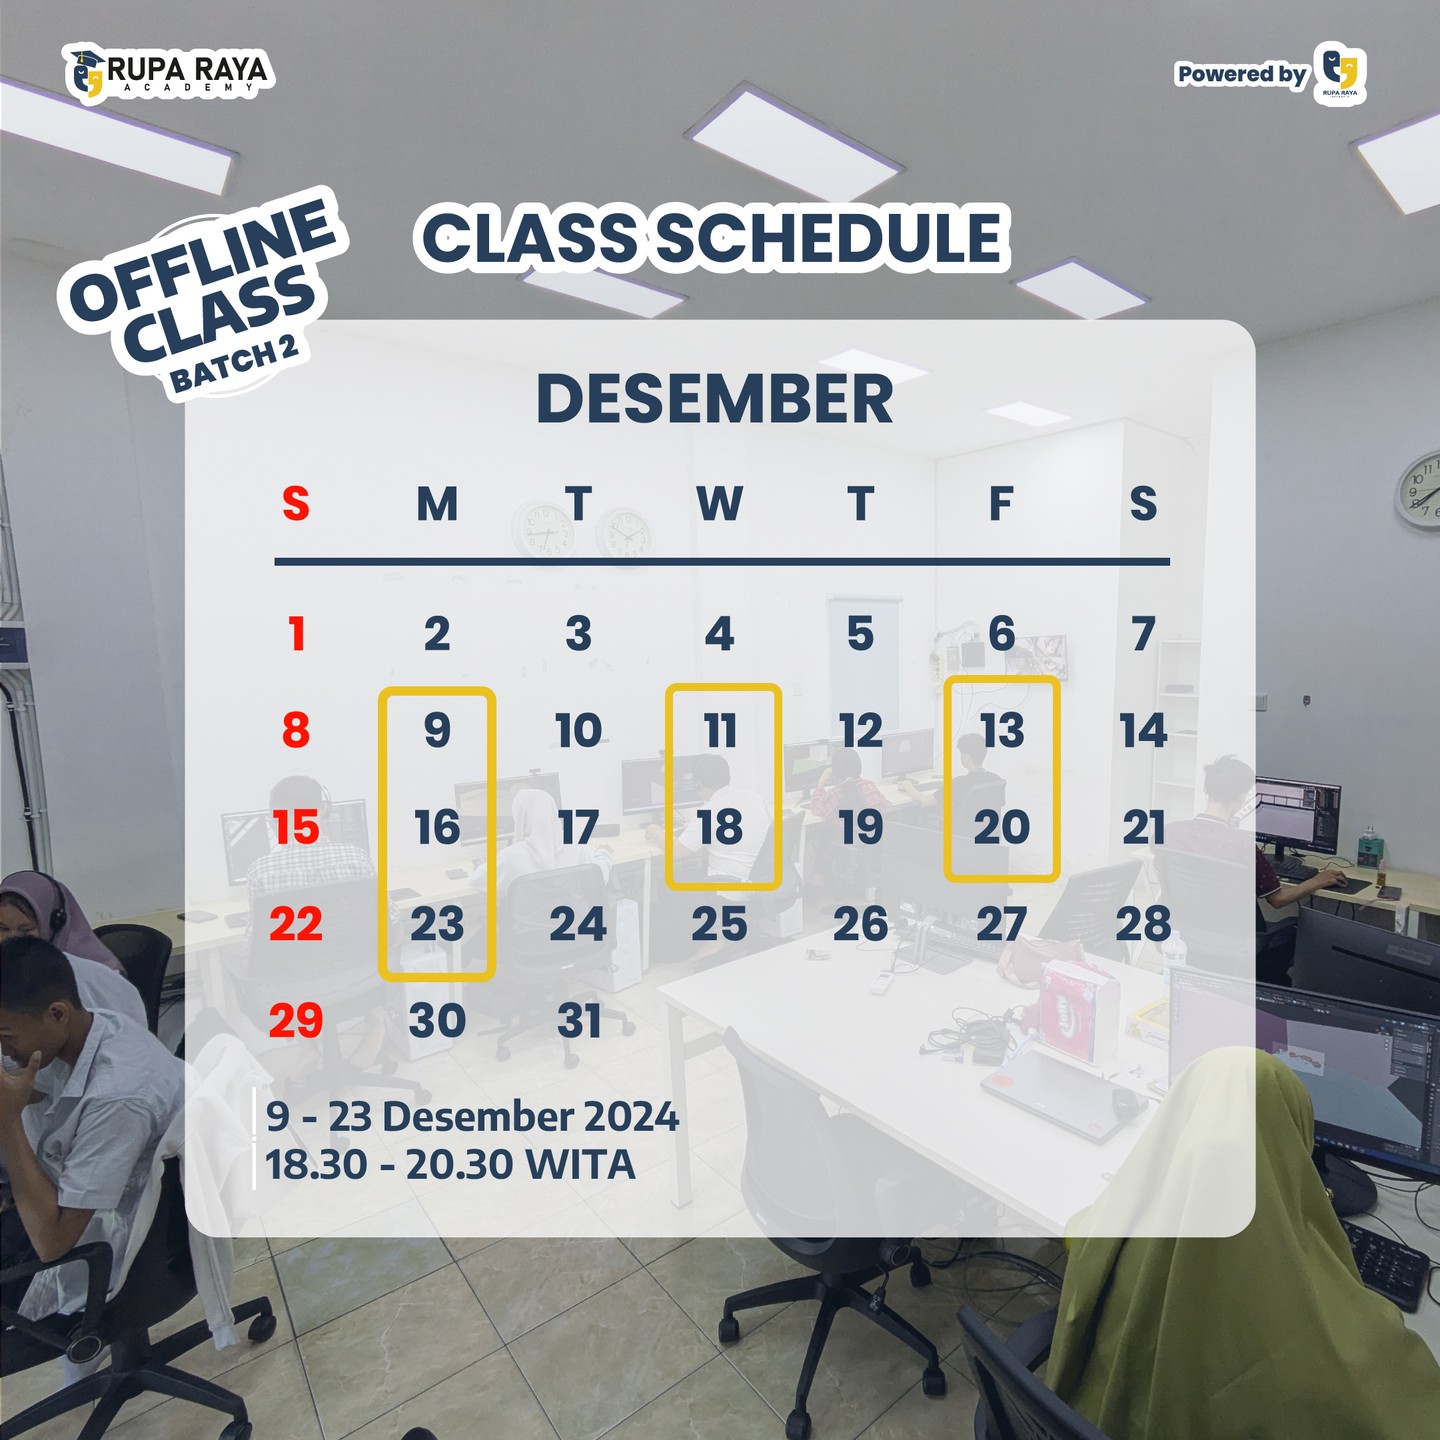 RUPA RAYA
ACADEMY
Powered by
RUPA RAYA
OFFLINE
CLASS
BATCH 2
CLASS SCHEDULE
DESEMBER
S M T W T F S
1 2 3 4 5 6 7
8 9 10 11 12 13 14
15 16 17 18 19 20 21
22 23 24 25 26 27 28
29 30 31
9 - 23 Desember 2024
18.30 - 20.30 WITA